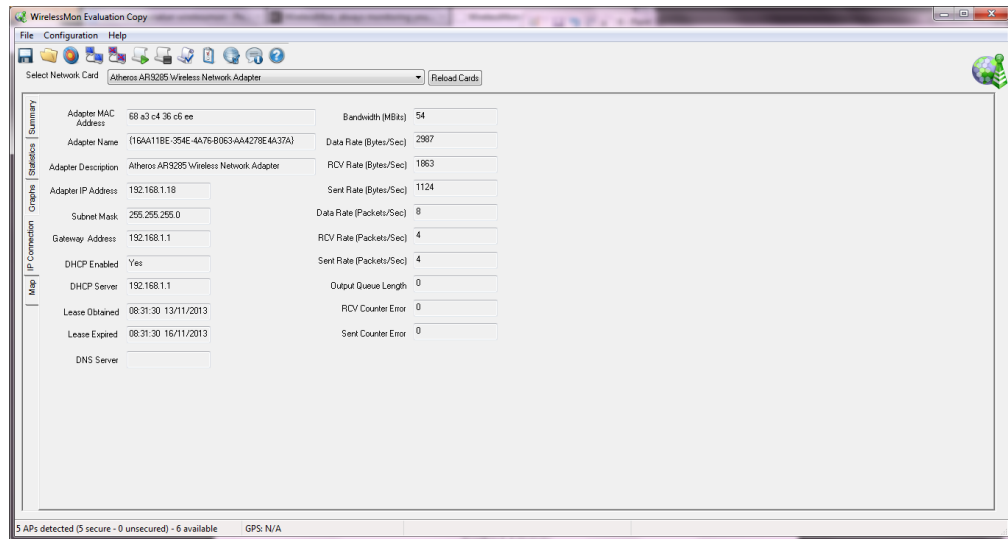 WirelessMon Evaluation Copy
File Configuration Help
Select Network Card Atheros AR9285 Wireless Network Adapter Reload Cards
Summary
Statistics
Graphs
IP Connection
Map
Adapter MAC Address 68 a3 c4 36 c6 ee
Adapter Name {16AA11BE-354E-4A76-B063-AA4278E4A37A}
Adapter Description Atheros AR9285 Wireless Network Adapter
Adapter IP Address 192.168.1.18
Subnet Mask 255.255.255.0
Gateway Address 192.168.1.1
DHCP Enabled Yes
DHCP Server 192.168.1.1
Lease Obtained 08:31:30 13/11/2013
Lease Expired 08:31:30 16/11/2013
DNS Server
Bandwidth (MBits) 54
Data Rate (Bytes/Sec) 2987
RCV Rate (Bytes/Sec) 1863
Sent Rate (Bytes/Sec) 1124
Data Rate (Packets/Sec) 8
RCV Rate (Packets/Sec) 4
Sent Rate (Packets/Sec) 4
Output Queue Length 0
RCV Counter Error 0
Sent Counter Error 0
5 APs detected (5 secure - 0 unsecured) - 6 available GPS: N/A